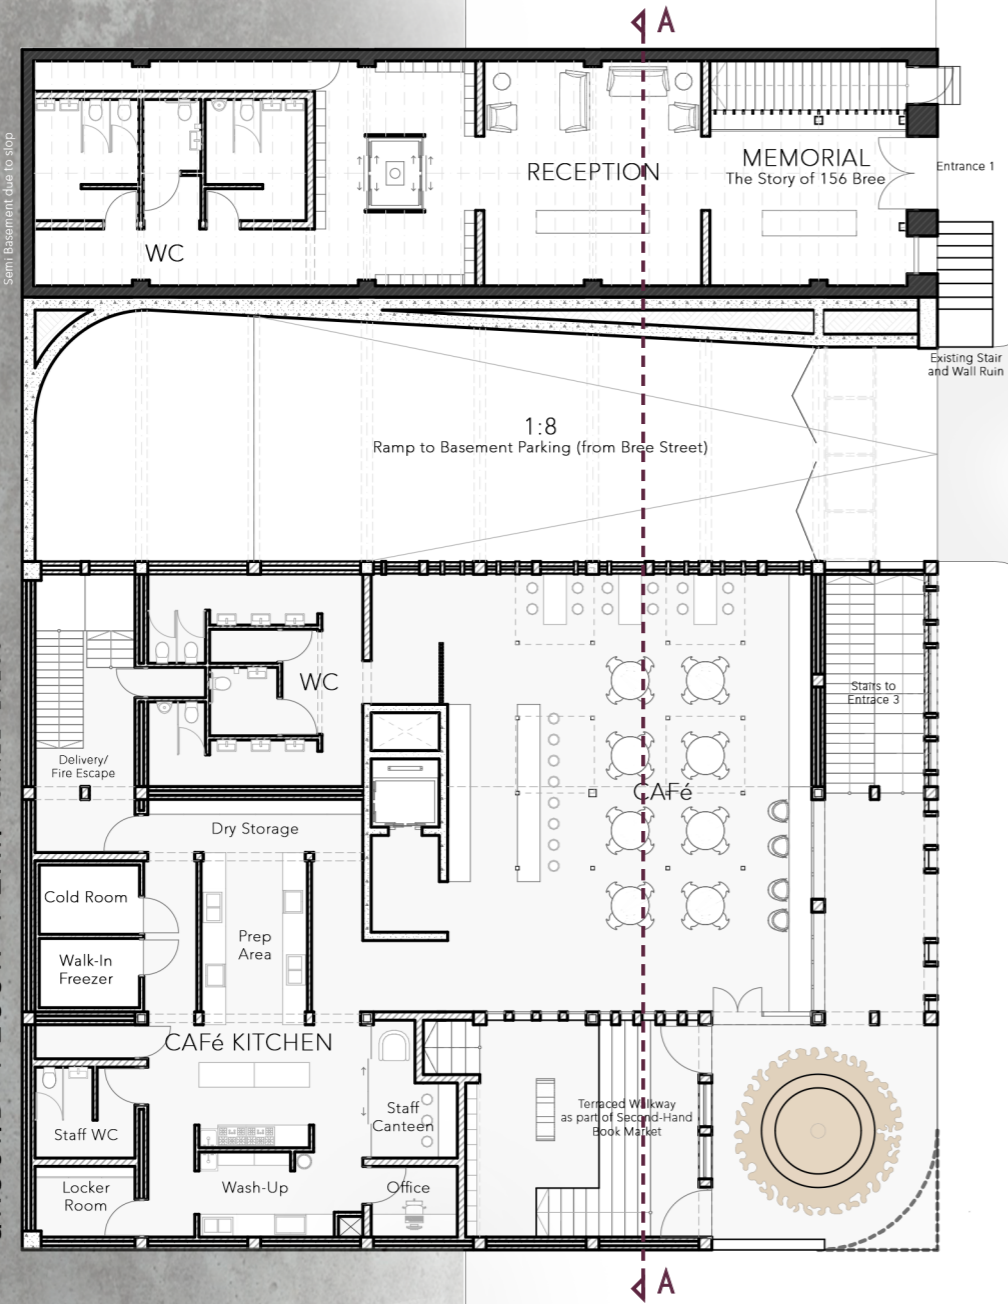 A
Semi Basement due to slop
RECEPTION
MEMORIAL
The Story of 156 Bree
Entrance 1
WC
Existing Stair
and Wall Ruin
1:8
Ramp to Basement Parking (from Bree Street)
WC
Stairs to
Entrace 3
Delivery/
Fire Escape
CAFé
Dry Storage
Cold Room
Prep
Area
Walk-In
Freezer
CAFé KITCHEN
Staff
Canteen
Terraced Walkway
as part of Second-Hand
Book Market
Staff WC
Locker
Room
Wash-Up
Office
A